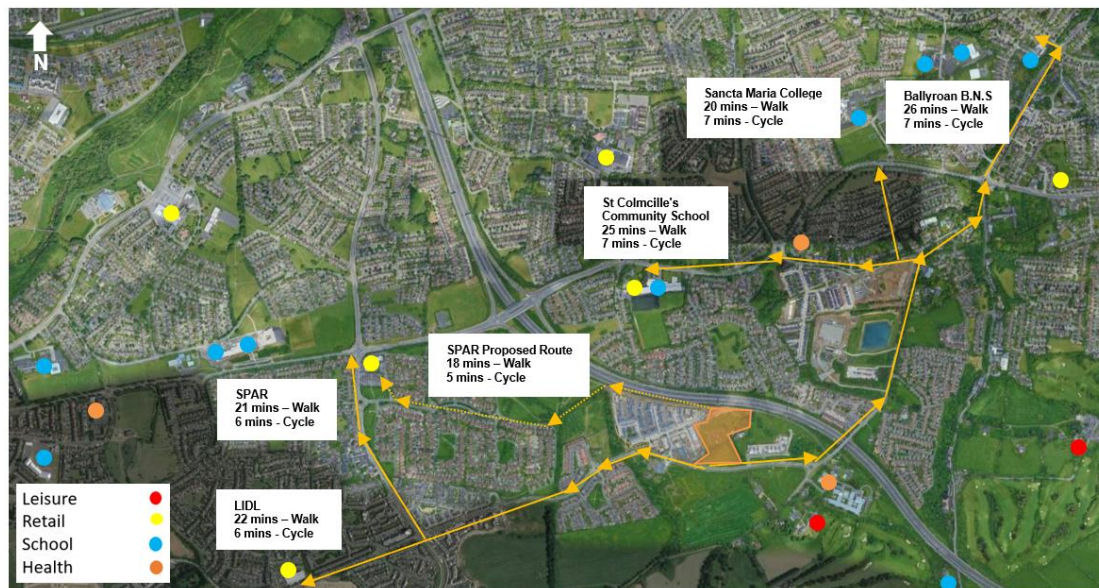 N
Sancta Maria College
20 mins – Walk
7 mins - Cycle
Ballyroan B.N.S
26 mins – Walk
7 mins - Cycle
St Colmcille's
Community School
25 mins – Walk
7 mins - Cycle
SPAR Proposed Route
18 mins – Walk
5 mins - Cycle
SPAR
21 mins – Walk
6 mins - Cycle
LIDL
22 mins – Walk
6 mins - Cycle
Leisure
Retail
School
Health